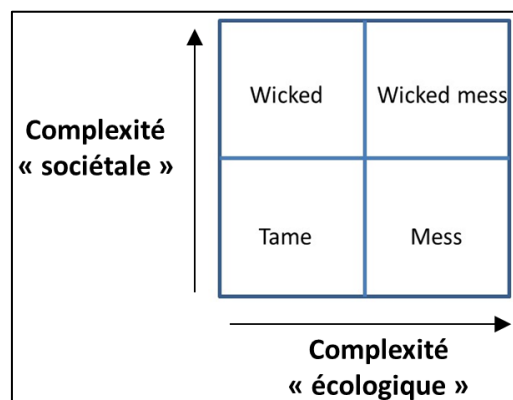 Wicked
Wicked mess
Complexité
« sociétale »
Tame
Mess
Complexité
« écologique »